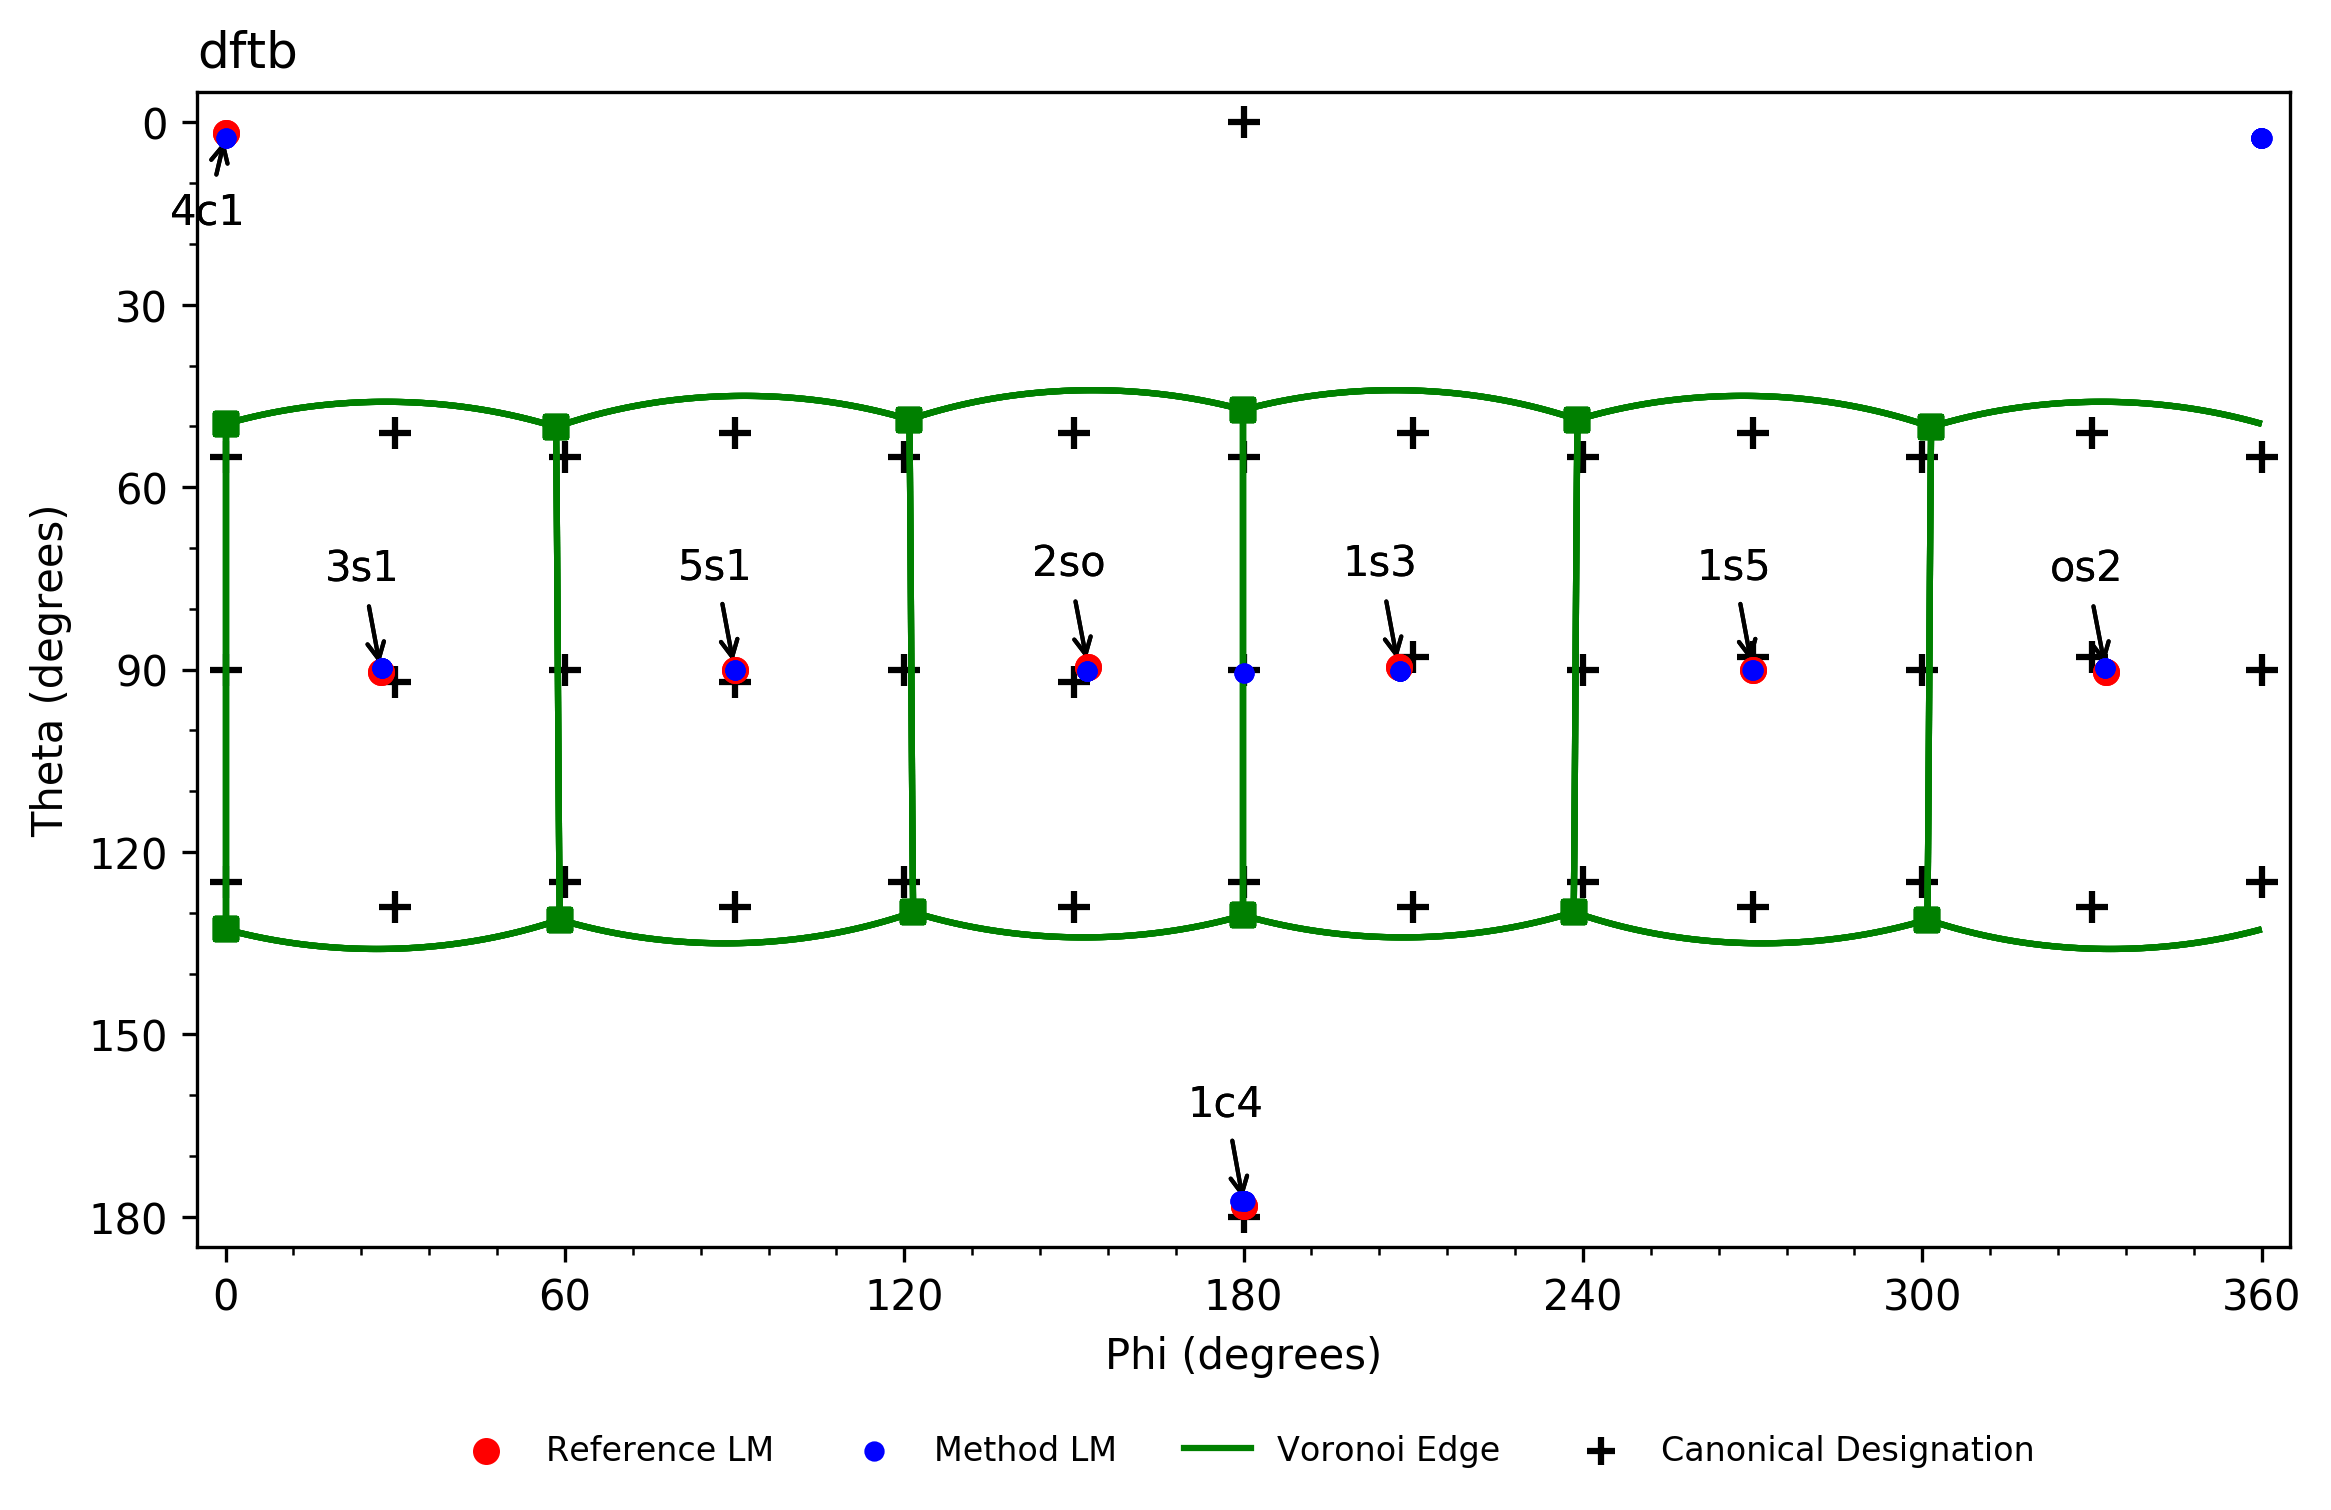 dftb
0
4c1
30
60
3s1
5s1
2so
1s3
1s5
os2
90
120
150
1c4
180
0 60 120 180 240 300 360
Theta (degrees)
Phi (degrees)
Reference LM Method LM Voronoi Edge Canonical Designation